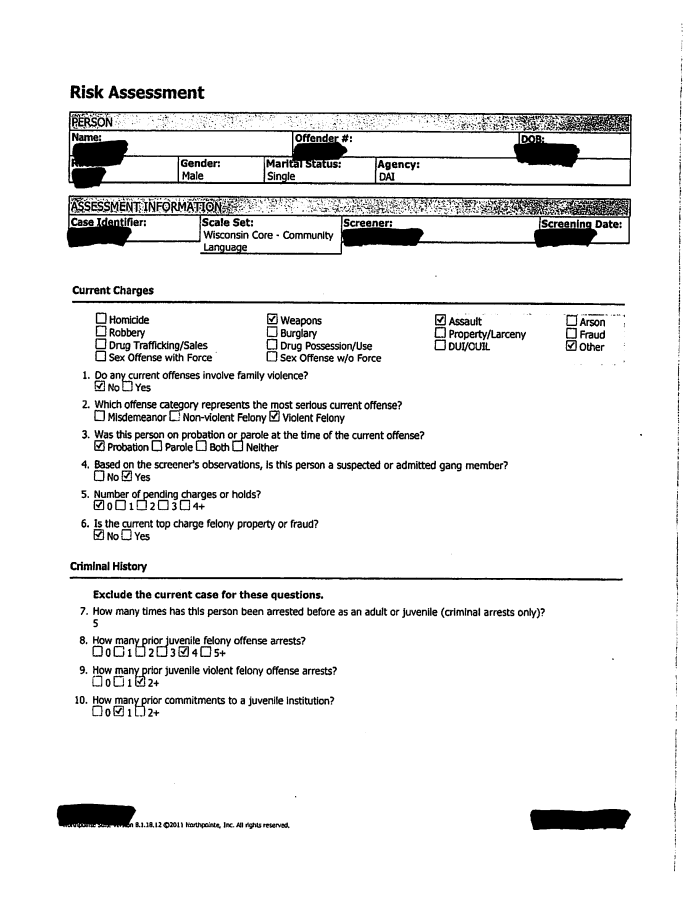 Risk Assessment
PERSON
Name: Offender #: DOB:
Gender: Marital Status: Agency:
Male Single DAI
ASSESSMENT INFORMATION
Case Identifier: Scale Set: Screener: Screening Date:
Wisconsin Core - Community
Language
Current Charges
☐ Homicide ☑ Weapons ☑ Assault ☐ Arson
☐ Robbery ☐ Burglary ☐ Property/Larceny ☐ Fraud
☐ Drug Trafficking/Sales ☐ Drug Possession/Use ☐ DUI/OUIL ☑ Other
☐ Sex Offense with Force ☐ Sex Offense w/o Force
1. Do any current offenses involve family violence?
☑ No ☐ Yes
2. Which offense category represents the most serious current offense?
☐ Misdemeanor ☐ Non-violent Felony ☑ Violent Felony
3. Was this person on probation or parole at the time of the current offense?
☑ Probation ☐ Parole ☐ Both ☐ Neither
4. Based on the screener's observations, is this person a suspected or admitted gang member?
☐ No ☑ Yes
5. Number of pending charges or holds?
☑ 0 ☐ 1 ☐ 2 ☐ 3 ☐ 4+
6. Is the current top charge felony property or fraud?
☑ No ☐ Yes
Criminal History
Exclude the current case for these questions.
7. How many times has this person been arrested before as an adult or juvenile (criminal arrests only)?
5
8. How many prior juvenile felony offense arrests?
☐ 0 ☐ 1 ☐ 2 ☐ 3 ☑ 4 ☐ 5+
9. How many prior juvenile violent felony offense arrests?
☐ 0 ☐ 1 ☑ 2+
10. How many prior commitments to a juvenile institution?
☐ 0 ☑ 1 ☐ 2+
8.1.18.12 ©2011 Northpointe, Inc. All rights reserved.